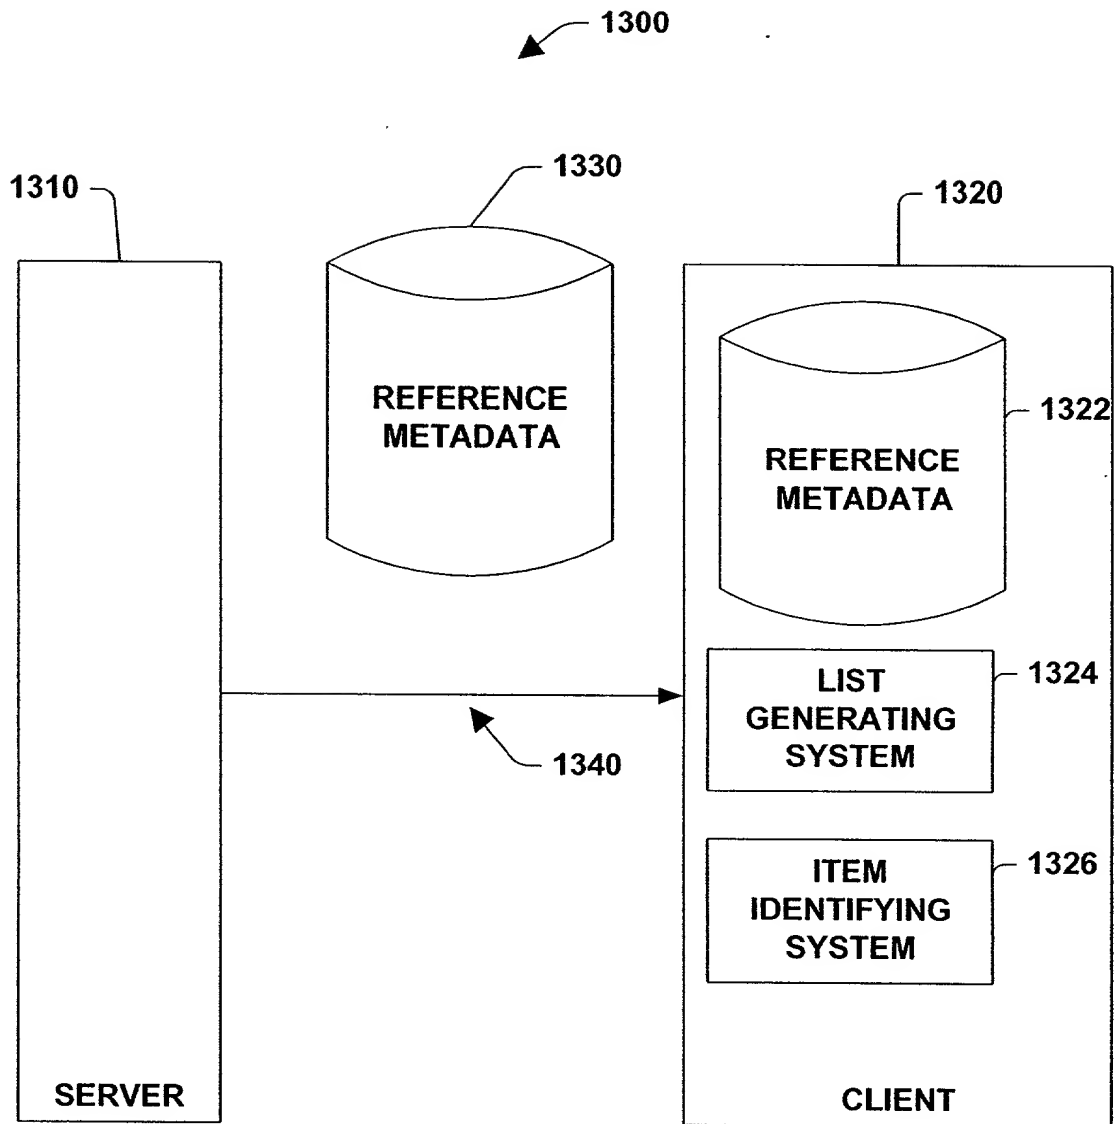 1300
1330
1310
1320
REFERENCE
METADATA
1322
REFERENCE
METADATA
LIST
GENERATING
SYSTEM
1324
1340
ITEM
IDENTIFYING
SYSTEM
1326
SERVER
CLIENT